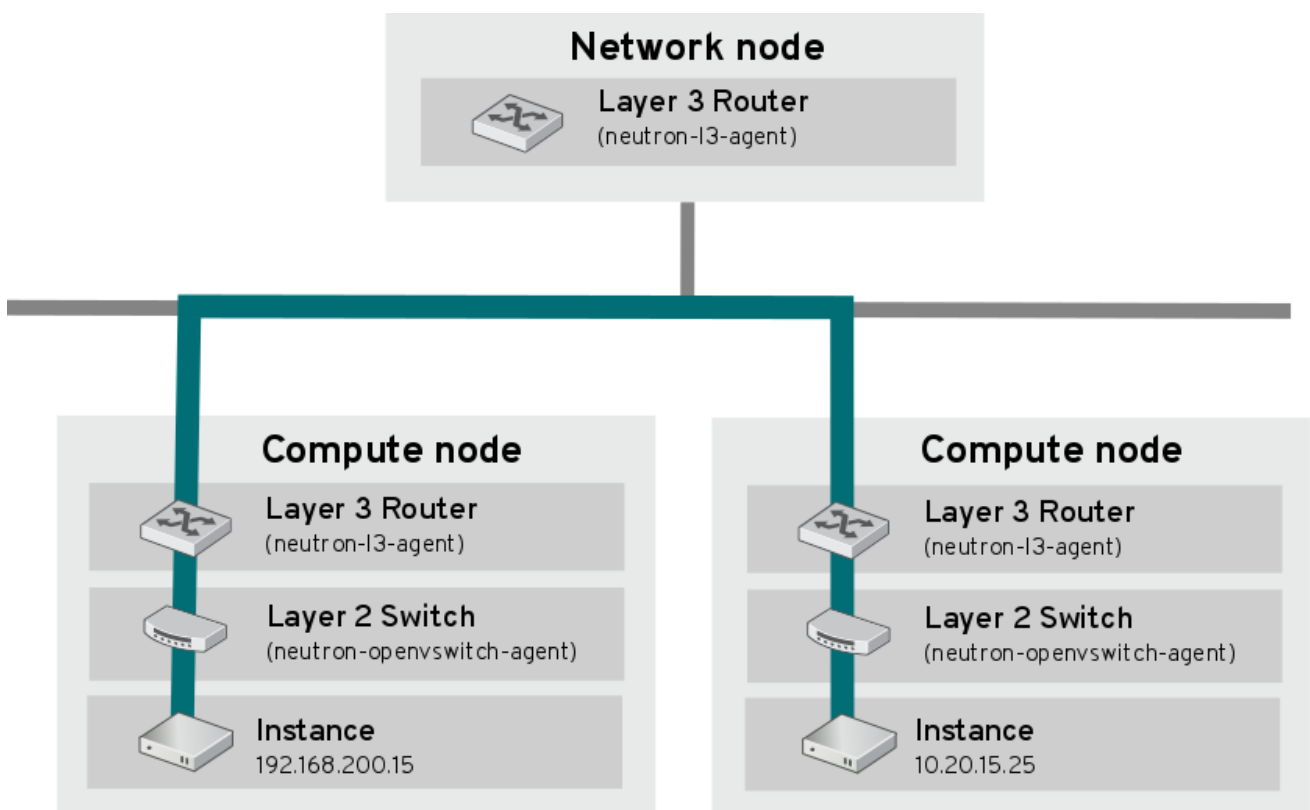 Network node
Layer 3 Router
(neutron-l3-agent)
Compute node
Layer 3 Router
(neutron-l3-agent)
Layer 2 Switch
(neutron-openvswitch-agent)
Instance
192.168.200.15
Compute node
Layer 3 Router
(neutron-l3-agent)
Layer 2 Switch
(neutron-openvswitch-agent)
Instance
10.20.15.25